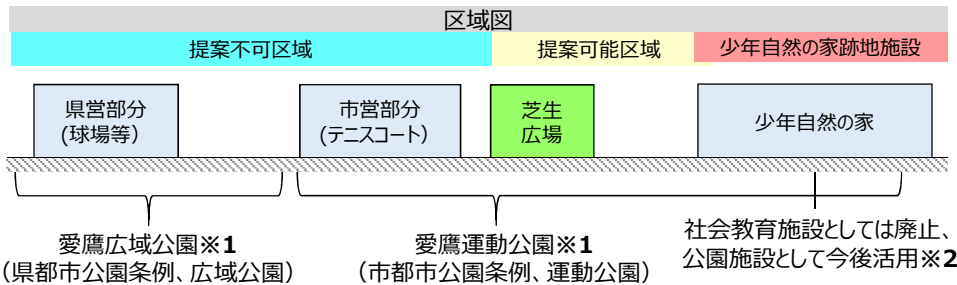 区域図
提案不可区域
提案可能区域
少年自然の家跡地施設
県営部分
(球場等)
市営部分
(テニスコート)
芝生
広場
少年自然の家
愛鷹広域公園※1
(県都市公園条例、広域公園)
愛鷹運動公園※1
(市都市公園条例、運動公園)
社会教育施設としては廃止、
公園施設として今後活用※2